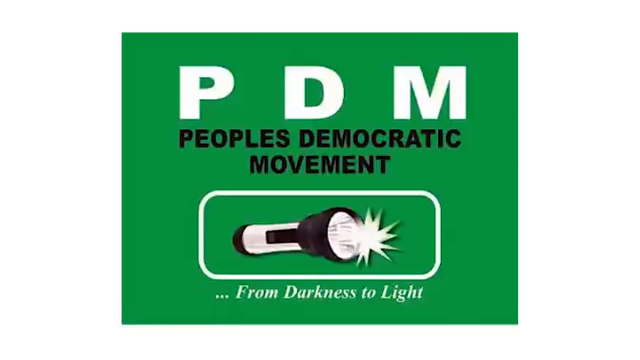 P D M
PEOPLES DEMOCRATIC
MOVEMENT
... From Darkness to Light